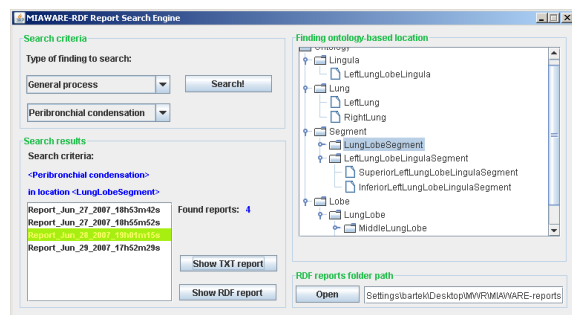 MIAWARE-RDF Report Search Engine
Search criteria
Type of finding to search:
General process
Search!
Peribronchial condensation
Search results
Search criteria:
<Peribronchial condensation>
in location <LungLobeSegment>
Report_Jun_27_2007_18h53m42s
Report_Jun_27_2007_18h55m52s
Report_Jun_28_2007_19h01m15s
Report_Jun_29_2007_17h52m29s
Found reports: 4
Show TXT report
Show RDF report
Finding ontology-based location
Ontology
Lingula
LeftLungLobeLingula
Lung
LeftLung
RightLung
Segment
LungLobeSegment
LeftLungLobeLingulaSegment
SuperiorLeftLungLobeLingulaSegment
InferiorLeftLungLobeLingulaSegment
Lobe
LungLobe
MiddleLungLobe
RDF reports folder path
Open
Settings\bartek\Desktop\MWR\MIAWARE-reports